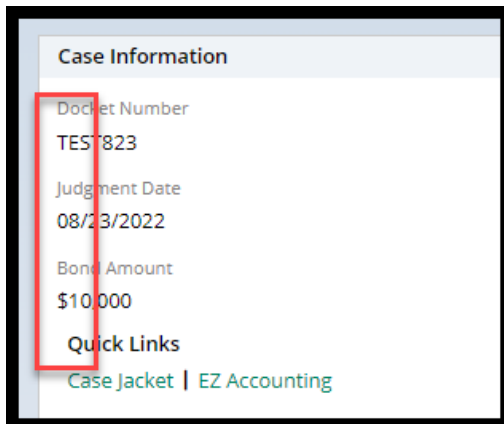 Case Information
Docket Number
TEST823
Judgment Date
08/23/2022
Bond Amount
$10,000
Quick Links
Case Jacket | EZ Accounting